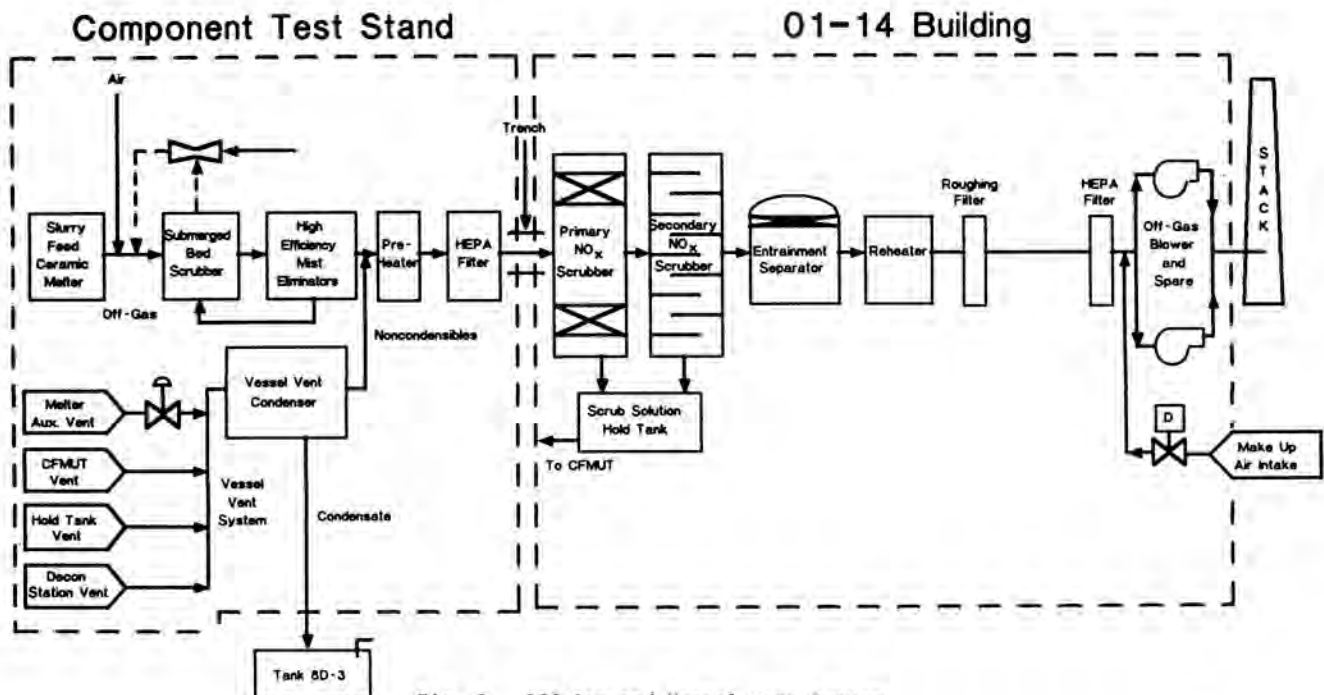 Component Test Stand
01-14 Building
Air
Trench
Slurry
Feed
Ceramic
Melter
Submerged
Bed
Scrubber
High
Efficiency
Mist
Eliminators
Pre-
Heater
HEPA
Filter
Off-Gas
Noncondensibles
Primary
NOx
Scrubber
Secondary
NOx
Scrubber
Entrainment
Separator
Reheater
Roughing
Filter
HEPA
Filter
Off-Gas
Blower
and
Spare
STACK
Vessel Vent
Condenser
Melter
Aux. Vent
CFMUT
Vent
Hold Tank
Vent
Decon
Station Vent
Vessel
Vent
System
Condensate
Scrub Solution
Hold Tank
To CFMUT
D
Make Up
Air Intake
Tank 8D-3